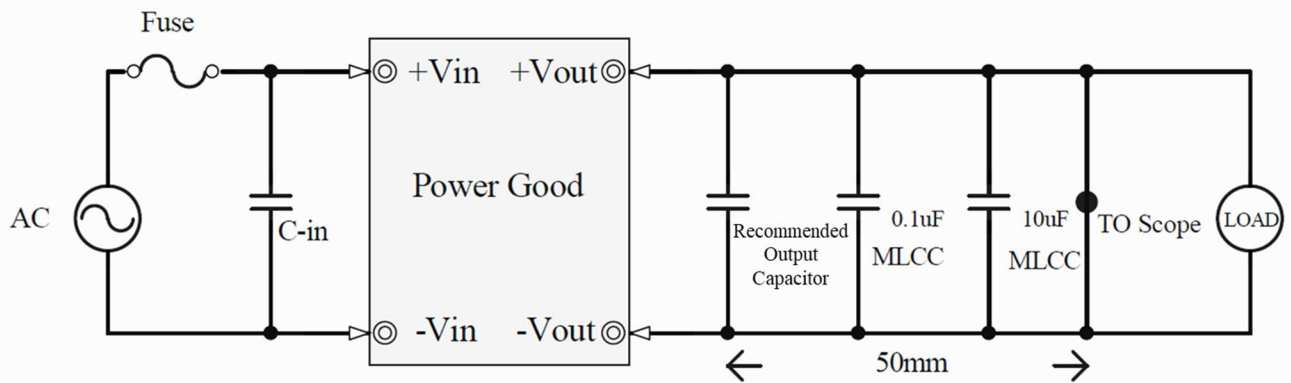 Fuse
+Vin
+Vout
Power Good
AC
C-in
Recommended
Output
Capacitor
0.1uF
MLCC
10uF
MLCC
TO Scope
LOAD
-Vin
-Vout
50mm